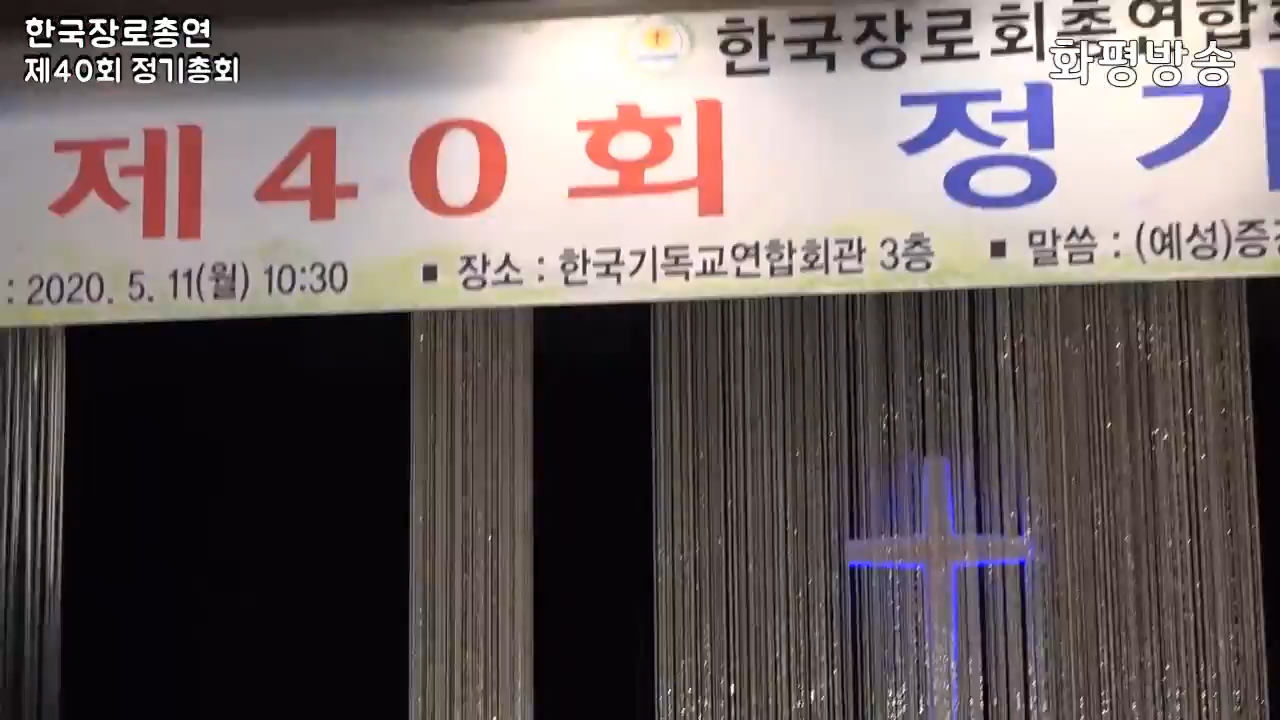 한국장로총연
제40회 정기총회
한국장로회총연합
화평방송
제40회 정기
: 2020. 5. 11(월) 10:30 ■ 장소 : 한국기독교연합회관 3층 ■ 말씀 : (예성)증